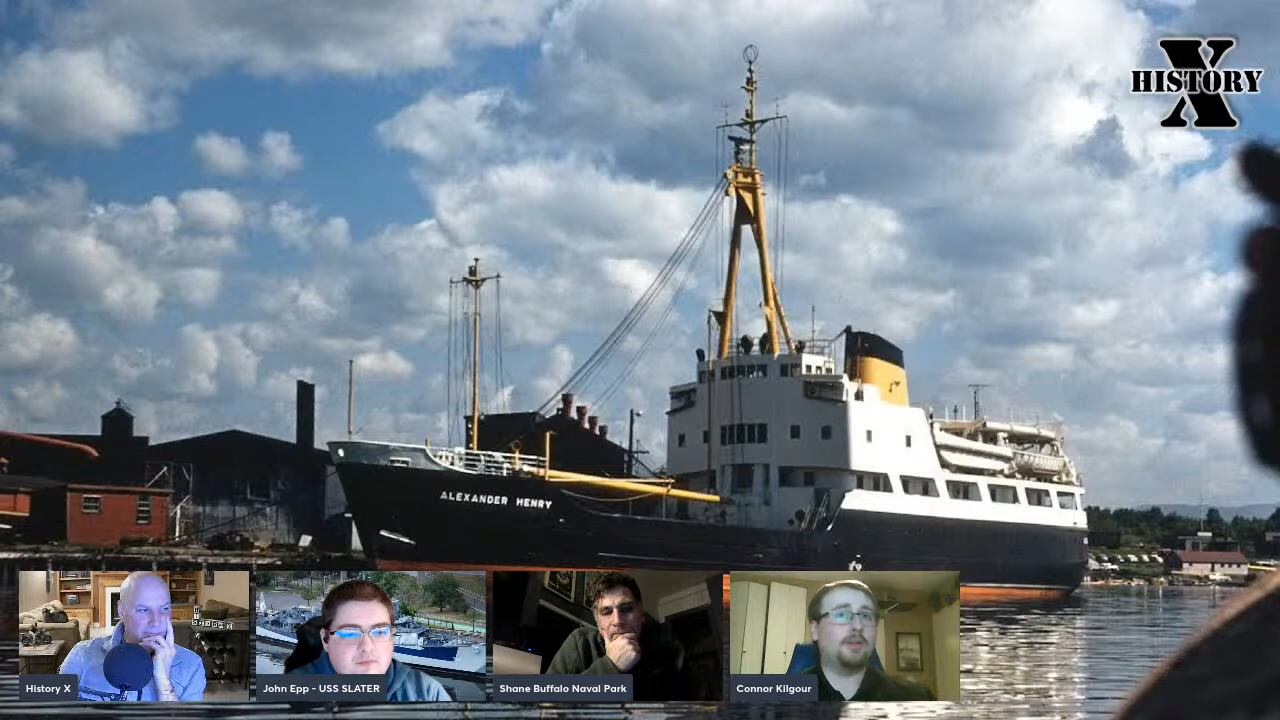 HISTORY
X
ALEXANDER HENRY
History X
John Epp - USS SLATER
Shane Buffalo Naval Park
Connor Kilgour